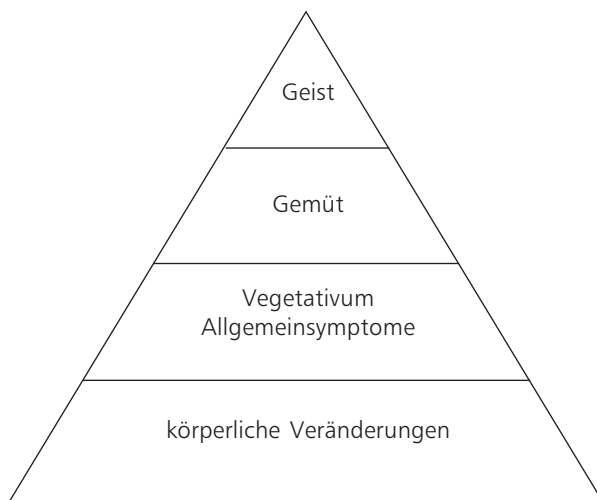 Geist
Gemüt
Vegetativum
Allgemeinsymptome
körperliche Veränderungen